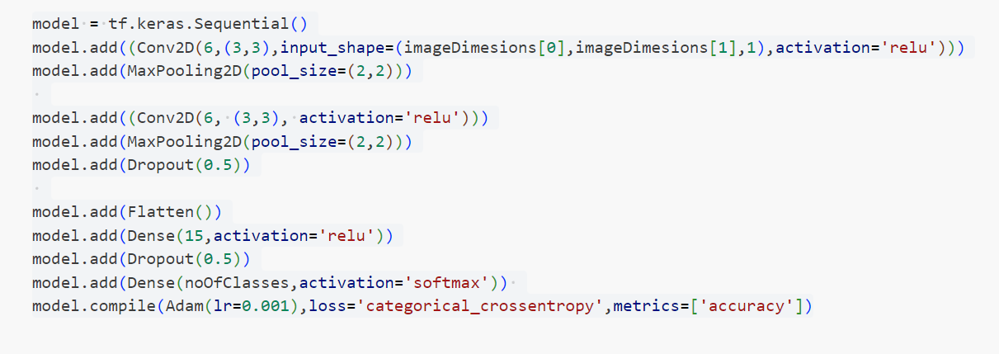 model = tf.keras.Sequential()
model.add((Conv2D(6,(3,3),input_shape=(imageDimesions[0],imageDimesions[1],1),activation='relu')))
model.add(MaxPooling2D(pool_size=(2,2)))
model.add((Conv2D(6, (3,3), activation='relu')))
model.add(MaxPooling2D(pool_size=(2,2)))
model.add(Dropout(0.5))
model.add(Flatten())
model.add(Dense(15,activation='relu'))
model.add(Dropout(0.5))
model.add(Dense(noOfClasses,activation='softmax'))
model.compile(Adam(lr=0.001),loss='categorical_crossentropy',metrics=['accuracy'])